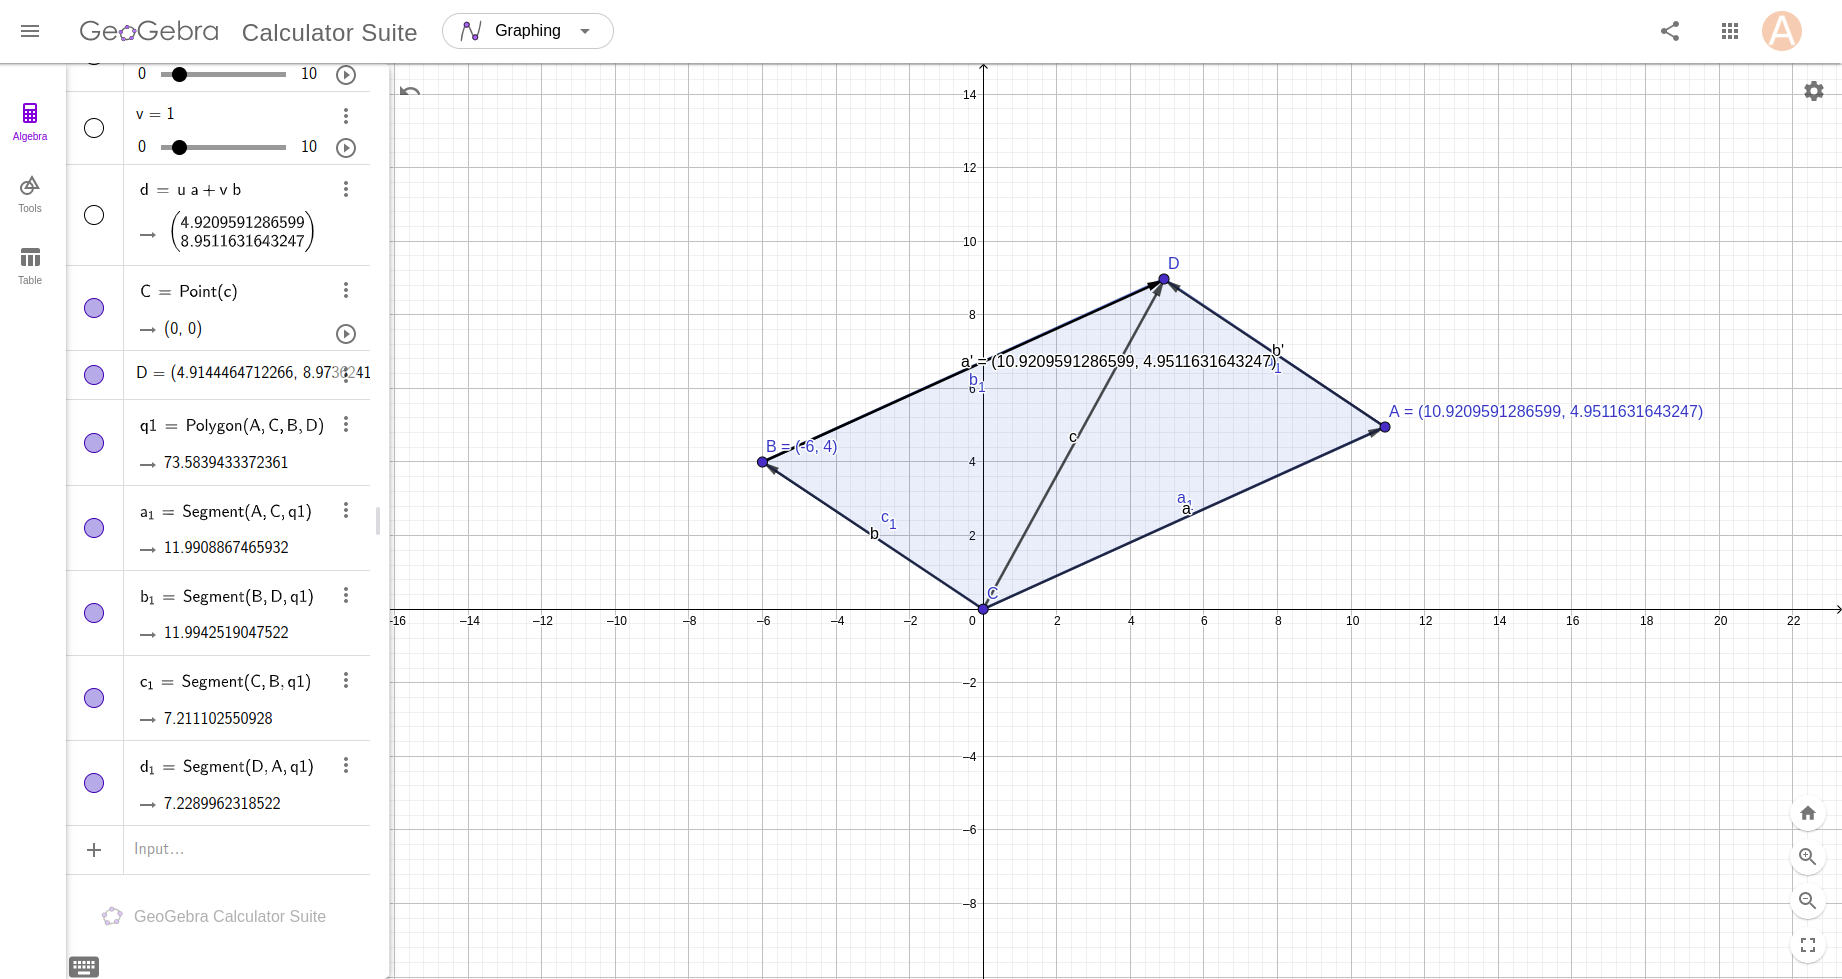 GeoGebra Calculator Suite Graphing A
0 10
v = 1
0 10
d = u a + v b
→ (4.9209591286599
8.9511631643247)
C = Point(c)
→ (0, 0)
D = (4.9144464712266, 8.9730241
q1 = Polygon(A, C, B, D)
→ 73.5839433372361
a₁ = Segment(A, C, q1)
→ 11.9908867465932
b₁ = Segment(B, D, q1)
→ 11.9942519047522
c₁ = Segment(C, B, q1)
→ 7.211102550928
d₁ = Segment(D, A, q1)
→ 7.2289962318522
+ Input...
GeoGebra Calculator Suite
Algebra
Tools
Table
14
12
10
8
6
4
2
–2
–4
–6
–8
-16 –14 –12 –10 –8 –6 –4 –2 0 2 4 6 8 10 12 14 16 18 20 22
D
b'
1
a' = (10.9209591286599, 4.9511631643247)
b₁
A = (10.9209591286599, 4.9511631643247)
B = (-6, 4)
c
a₁
a
c₁
b
C